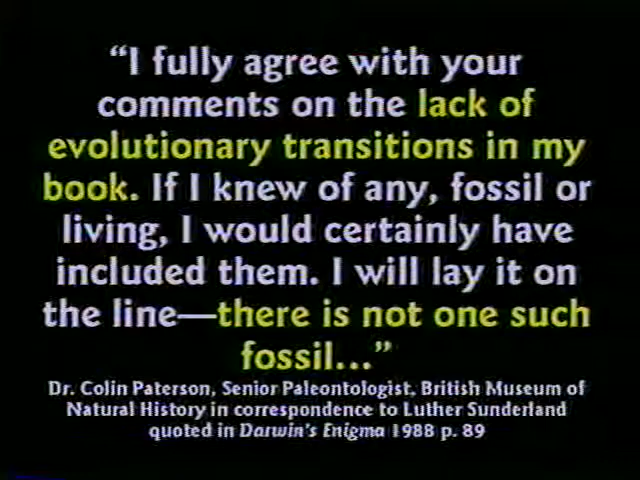 “I fully agree with your
comments on the lack of
evolutionary transitions in my
book. If I knew of any, fossil or
living, I would certainly have
included them. I will lay it on
the line—there is not one such
fossil...”
Dr. Colin Paterson, Senior Paleontologist, British Museum of
Natural History in correspondence to Luther Sunderland
quoted in Darwin's Enigma 1988 p. 89